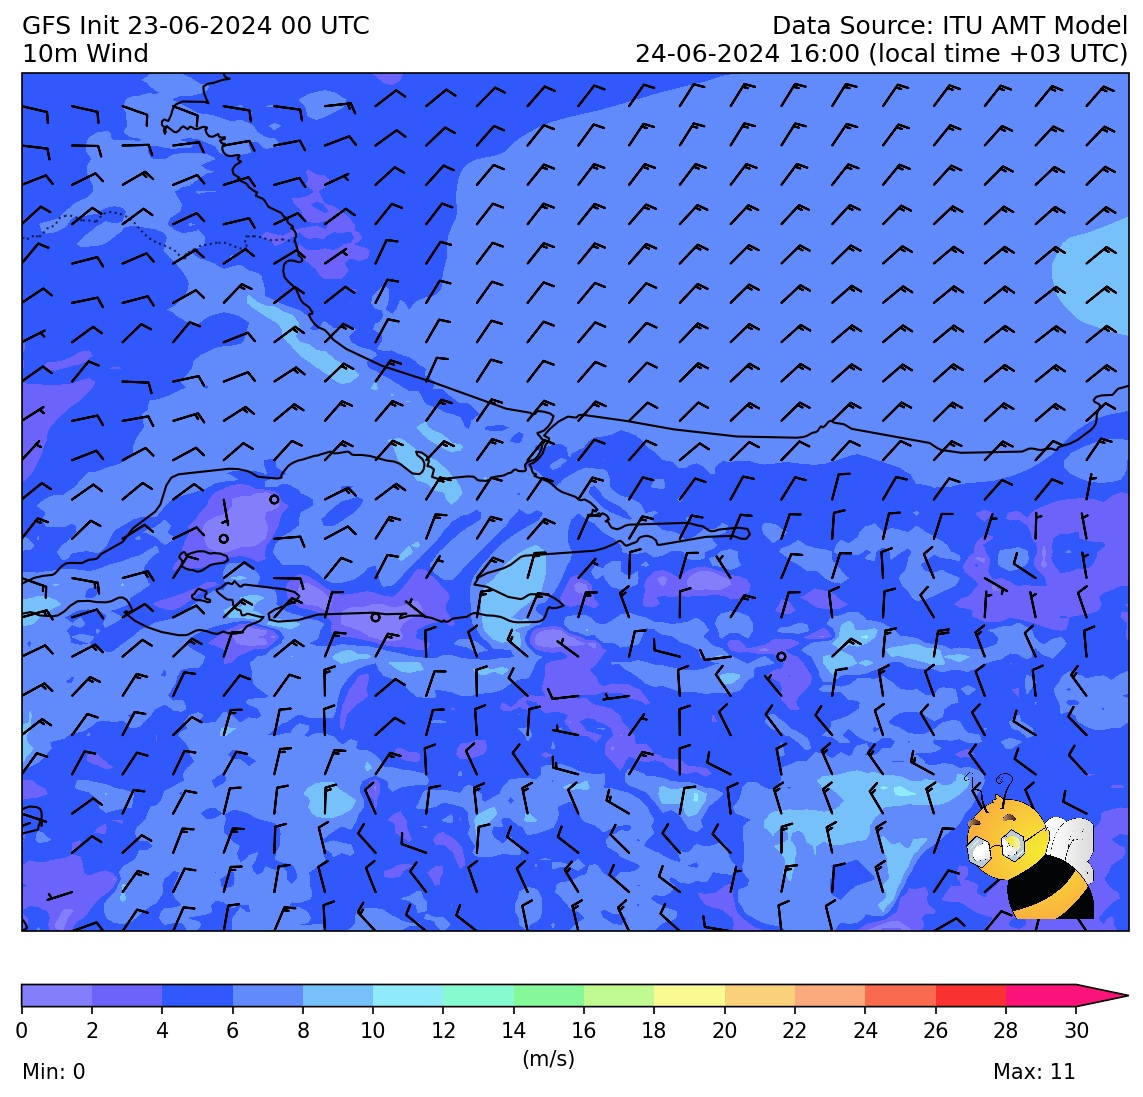 GFS Init 23-06-2024 00 UTC
Data Source: ITU AMT Model
10m Wind
24-06-2024 16:00 (local time +03 UTC)
0 2 4 6 8 10 12 14 16 18 20 22 24 26 28 30
(m/s)
Min: 0
Max: 11